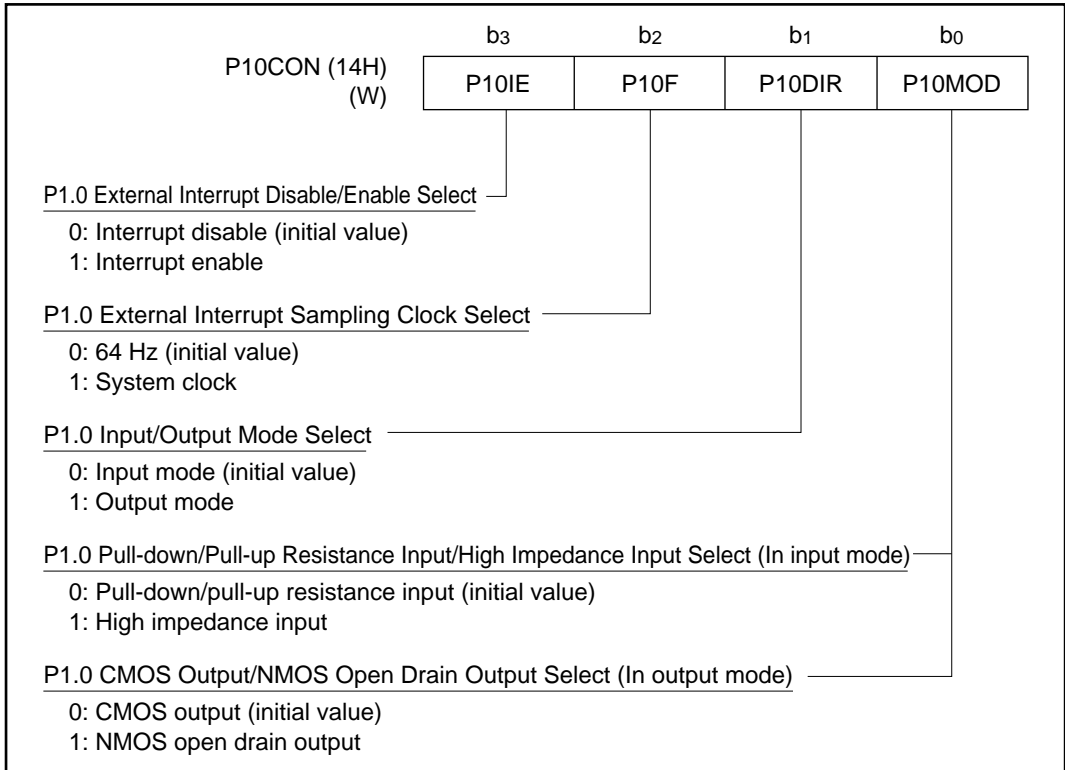 b3 b2 b1 b0
P10CON (14H)
(W)
P10IE P10F P10DIR P10MOD
P1.0 External Interrupt Disable/Enable Select
0: Interrupt disable (initial value)
1: Interrupt enable
P1.0 External Interrupt Sampling Clock Select
0: 64 Hz (initial value)
1: System clock
P1.0 Input/Output Mode Select
0: Input mode (initial value)
1: Output mode
P1.0 Pull-down/Pull-up Resistance Input/High Impedance Input Select (In input mode)
0: Pull-down/pull-up resistance input (initial value)
1: High impedance input
P1.0 CMOS Output/NMOS Open Drain Output Select (In output mode)
0: CMOS output (initial value)
1: NMOS open drain output